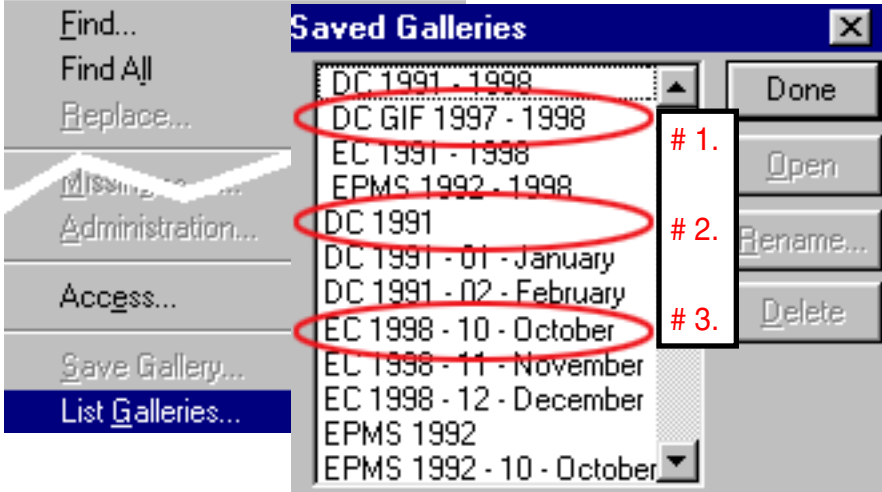 Find...
Find All
Replace...
Administration...
Access...
Save Gallery...
List Galleries...
Saved Galleries
DC 1991 - 1998
DC GIF 1997 - 1998
EC 1991 - 1998
EPMS 1992 - 1998
DC 1991
DC 1991 - 01 - January
DC 1991 - 02 - February
EC 1998 - 10 - October
EC 1998 - 11 - November
EC 1998 - 12 - December
EPMS 1992
EPMS 1992 - 10 - October
# 1.
# 2.
# 3.
Done
Open
Rename...
Delete